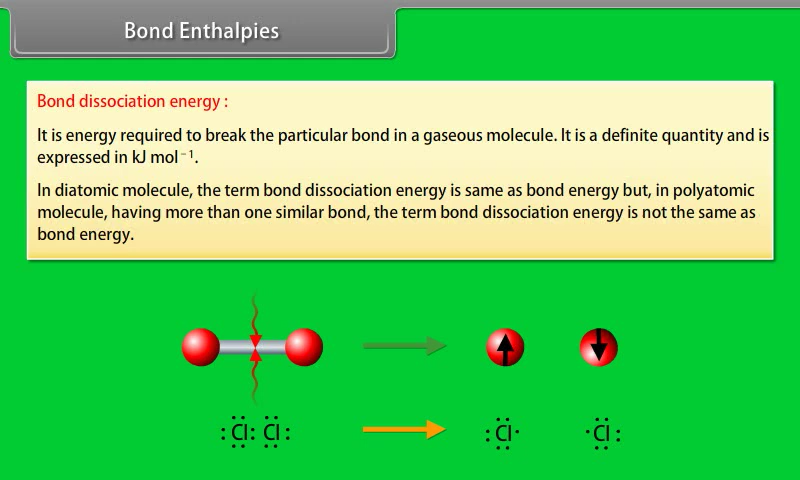 Bond Enthalpies
Bond dissociation energy :
It is energy required to break the particular bond in a gaseous molecule. It is a definite quantity and is
expressed in kJ mol⁻¹.
In diatomic molecule, the term bond dissociation energy is same as bond energy but, in polyatomic
molecule, having more than one similar bond, the term bond dissociation energy is not the same as
bond energy.
:Cl: Cl: :Cl· ·Cl: